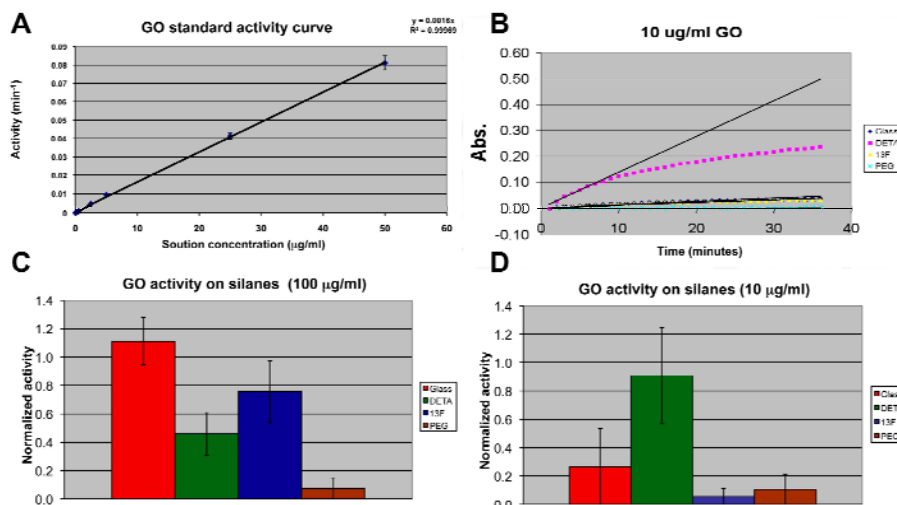 A
GO standard activity curve
y = 0.0016x
R² = 0.99969
0.09
0.08
0.07
0.06
0.05
0.04
0.03
0.02
0.01
0
Activity (min⁻¹)
0 10 20 30 40 50 60
Soution concentration (μg/ml)
B
10 ug/ml GO
0.60
0.50
0.40
0.30
0.20
0.10
0.00
-0.10
Abs.
10 20 30 40
Time (minutes)
Glass
DETA
13F
PEG
C
GO activity on silanes (100 μg/ml)
1.4
1.2
1.0
0.8
0.6
0.4
0.2
0.0
Normalized activity
Glass
DETA
13F
PEG
D
GO activity on silanes (10 μg/ml)
1.4
1.2
1.0
0.8
0.6
0.4
0.2
0.0
Normalized activity
Glas
DET
13F
PEG